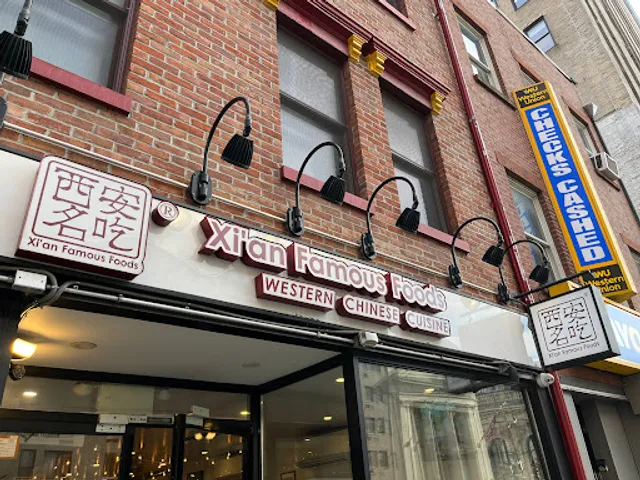 西安
名吃
Xi'an Famous Foods
®
Xi'an Famous Foods
WESTERN CHINESE CUISINE
WU
Western
Union
CHECKS CASHED
WU
Western
Union
西安
名吃
Xi'an Famous Foods